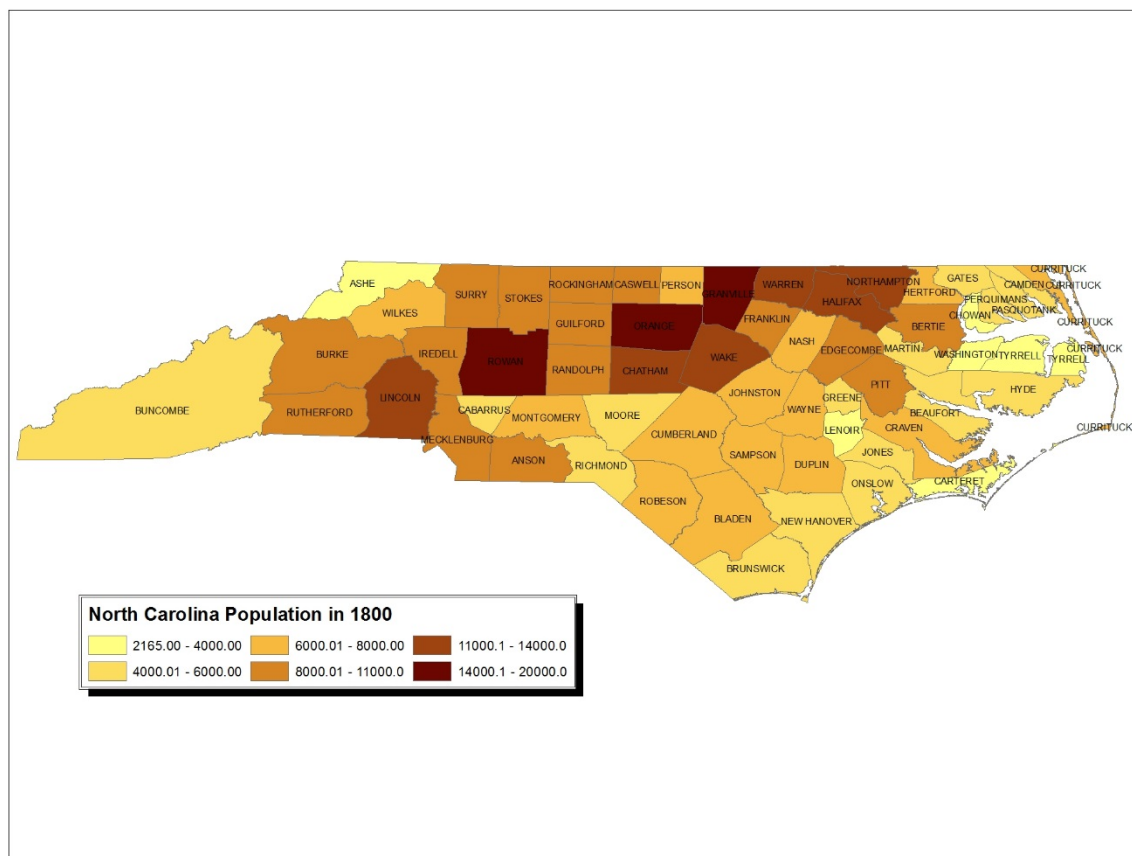 CURRITUCK
ASHE
SURRY
STOKES
ROCKINGHAM
CASWELL
PERSON
GRANVILLE
WARREN
NORTHAMPTON
GATES
CAMDEN
CURRITUCK
HERTFORD
HALIFAX
PERQUIMANS
PASQUOTANK
CHOWAN
WILKES
GUILFORD
ORANGE
FRANKLIN
BERTIE
CURRITUCK
BURKE
IREDELL
ROWAN
RANDOLPH
CHATHAM
WAKE
NASH
EDGECOMBE
MARTIN
WASHINGTON
TYRRELL
TYRRELL
CURRITUCK
BUNCOMBE
RUTHERFORD
LINCOLN
CABARRUS
MONTGOMERY
MOORE
JOHNSTON
WAYNE
GREENE
PITT
HYDE
BEAUFORT
MECKLENBURG
ANSON
RICHMOND
CUMBERLAND
SAMPSON
DUPLIN
LENOIR
JONES
CRAVEN
CURRITUCK
ROBESON
BLADEN
ONSLOW
CARTERET
NEW HANOVER
BRUNSWICK
North Carolina Population in 1800
2165.00 - 4000.00
6000.01 - 8000.00
11000.1 - 14000.0
4000.01 - 6000.00
8000.01 - 11000.0
14000.1 - 20000.0